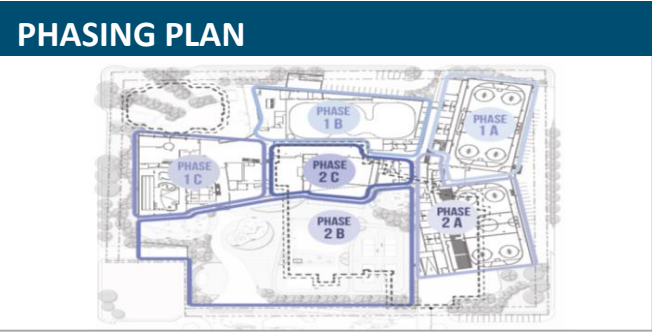 PHASING PLAN
PHASE
1 B
PHASE
1 A
PHASE
1 C
PHASE
2 C
PHASE
2 A
PHASE
2 B